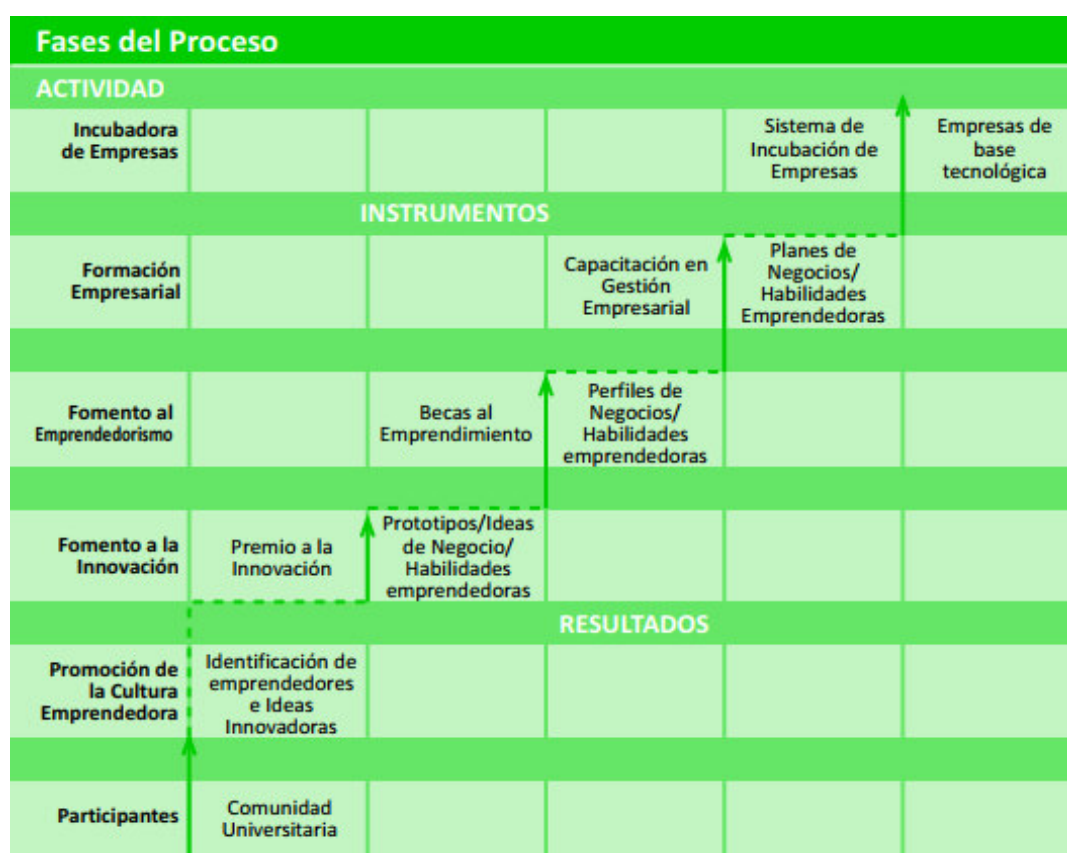 Fases del Proceso
ACTIVIDAD
Incubadora
de Empresas
Sistema de
Incubación de
Empresas
Empresas de
base
tecnológica
INSTRUMENTOS
Formación
Empresarial
Capacitación en
Gestión
Empresarial
Planes de
Negocios/
Habilidades
Emprendedoras
Fomento al
Emprendedorismo
Becas al
Emprendimiento
Perfiles de
Negocios/
Habilidades
emprendedoras
Fomento a la
Innovación
Premio a la
Innovación
Prototipos/Ideas
de Negocio/
Habilidades
emprendedoras
RESULTADOS
Promoción de
la Cultura
Emprendedora
Identificación de
emprendedores
e Ideas
Innovadoras
Participantes
Comunidad
Universitaria